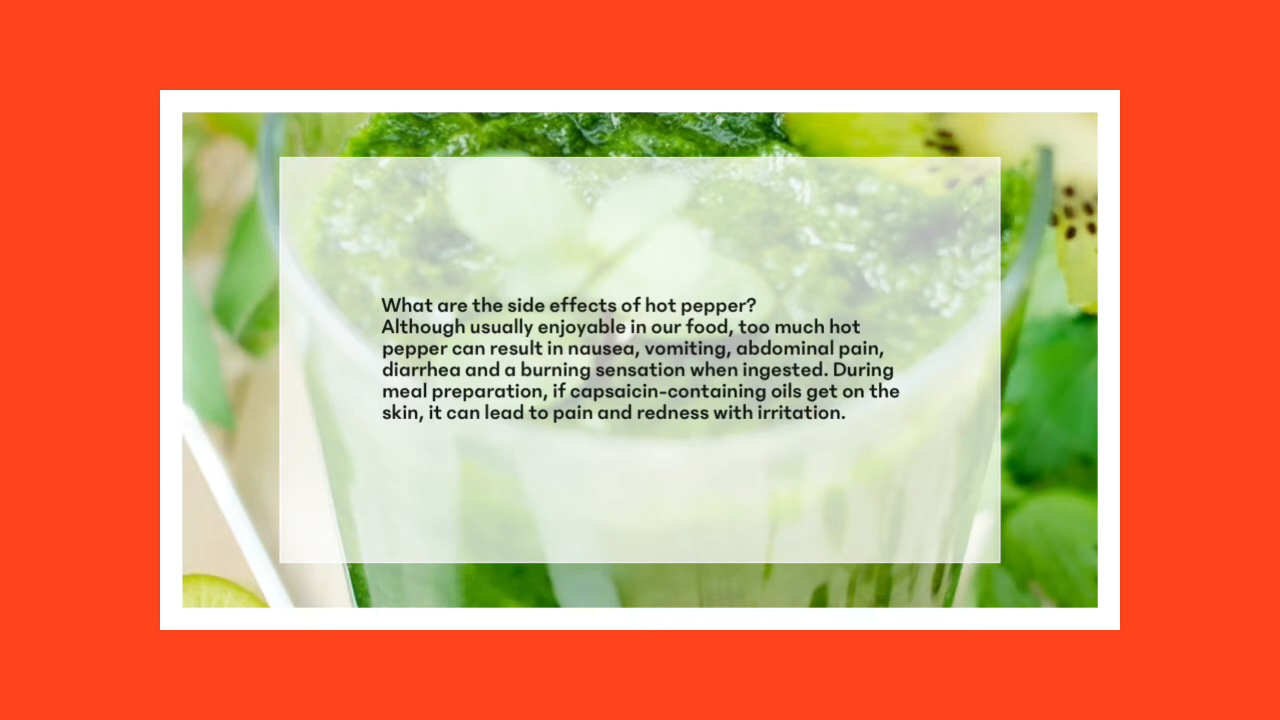 What are the side effects of hot pepper?
Although usually enjoyable in our food, too much hot
pepper can result in nausea, vomiting, abdominal pain,
diarrhea and a burning sensation when ingested. During
meal preparation, if capsaicin-containing oils get on the
skin, it can lead to pain and redness with irritation.